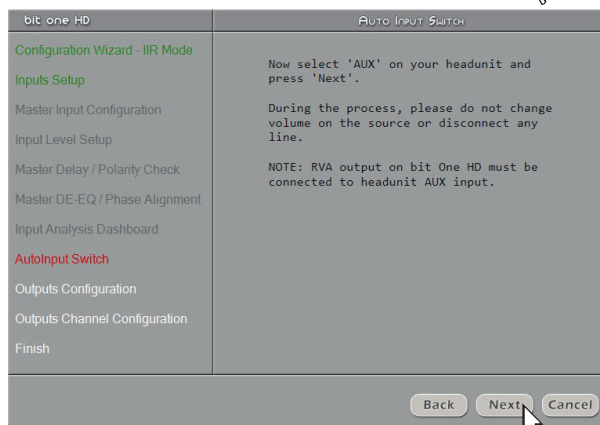 bit one HD
Auto Input Switch
Configuration Wizard - IIR Mode
Inputs Setup
Master Input Configuration
Input Level Setup
Master Delay / Polarity Check
Master DE-EQ / Phase Alignment
Input Analysis Dashboard
AutoInput Switch
Outputs Configuration
Outputs Channel Configuration
Finish
Now select 'AUX' on your headunit and
press 'Next'.
During the process, please do not change
volume on the source or disconnect any
line.
NOTE: RVA output on bit One HD must be
connected to headunit AUX input.
Back
Next
Cancel